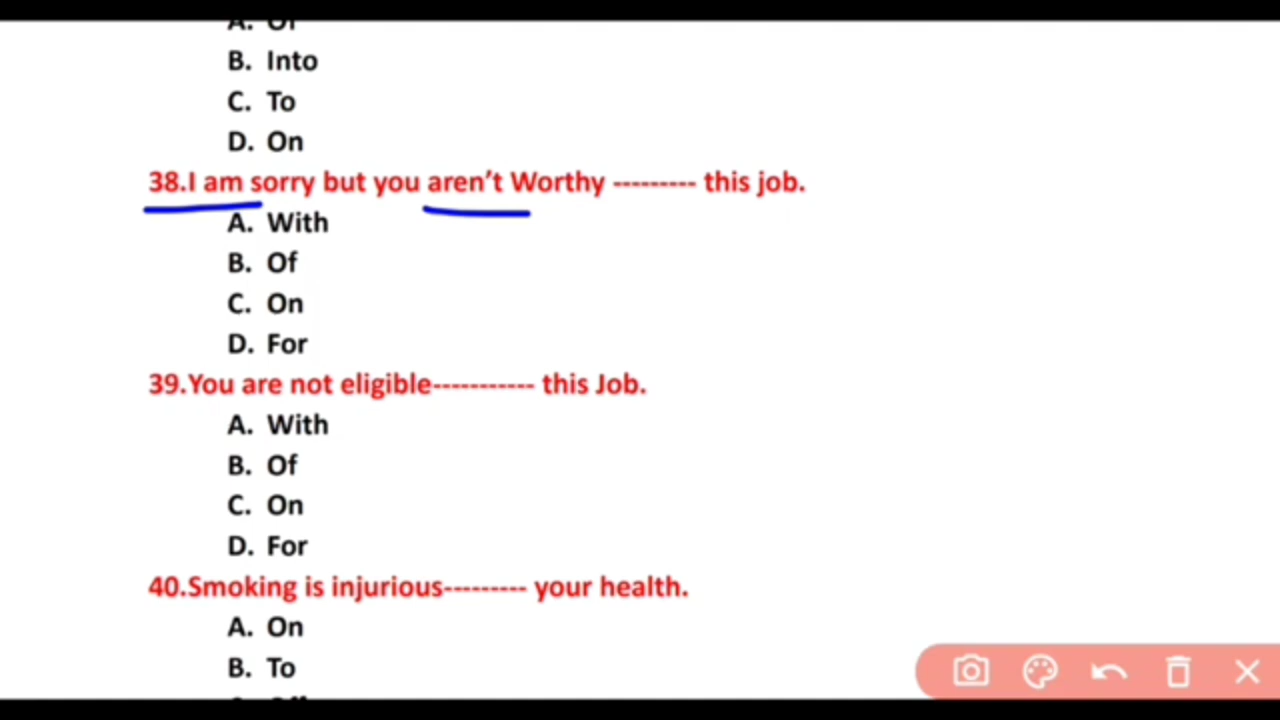 B. Into
C. To
D. On
38.I am sorry but you aren't Worthy --------- this job.
A. With
B. Of
C. On
D. For
39.You are not eligible----------- this Job.
A. With
B. Of
C. On
D. For
40.Smoking is injurious--------- your health.
A. On
B. To